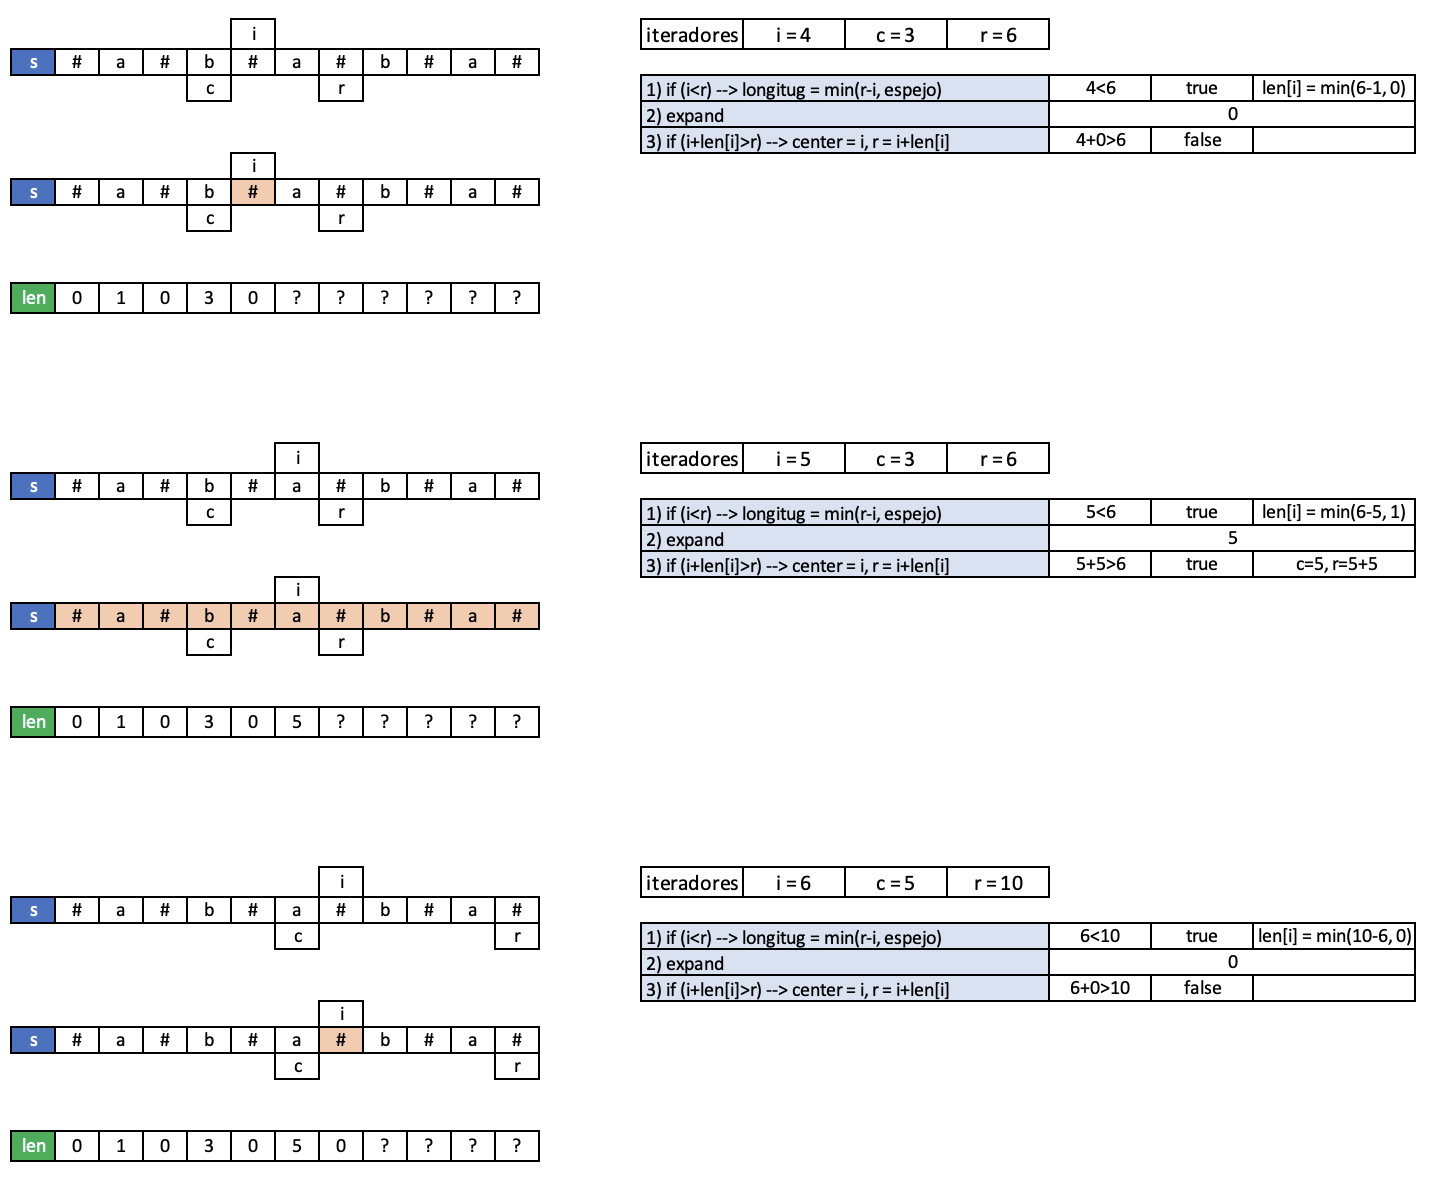 i
s # a # b # a # b # a #
c r
i
s # a # b # a # b # a #
c r
len 0 1 0 3 0 ? ? ? ? ? ?
iteradores i = 4 c = 3 r = 6
1) if (i<r) --> longitug = min(r-i, espejo) 4<6 true len[i] = min(6-1, 0)
2) expand 0
3) if (i+len[i]>r) --> center = i, r = i+len[i] 4+0>6 false
i
s # a # b # a # b # a #
c r
i
s # a # b # a # b # a #
c r
len 0 1 0 3 0 5 ? ? ? ? ?
iteradores i = 5 c = 3 r = 6
1) if (i<r) --> longitug = min(r-i, espejo) 5<6 true len[i] = min(6-5, 1)
2) expand 5
3) if (i+len[i]>r) --> center = i, r = i+len[i] 5+5>6 true c=5, r=5+5
i
s # a # b # a # b # a #
c r
i
s # a # b # a # b # a #
c r
len 0 1 0 3 0 5 0 ? ? ? ?
iteradores i = 6 c = 5 r = 10
1) if (i<r) --> longitug = min(r-i, espejo) 6<10 true len[i] = min(10-6, 0)
2) expand 0
3) if (i+len[i]>r) --> center = i, r = i+len[i] 6+0>10 false